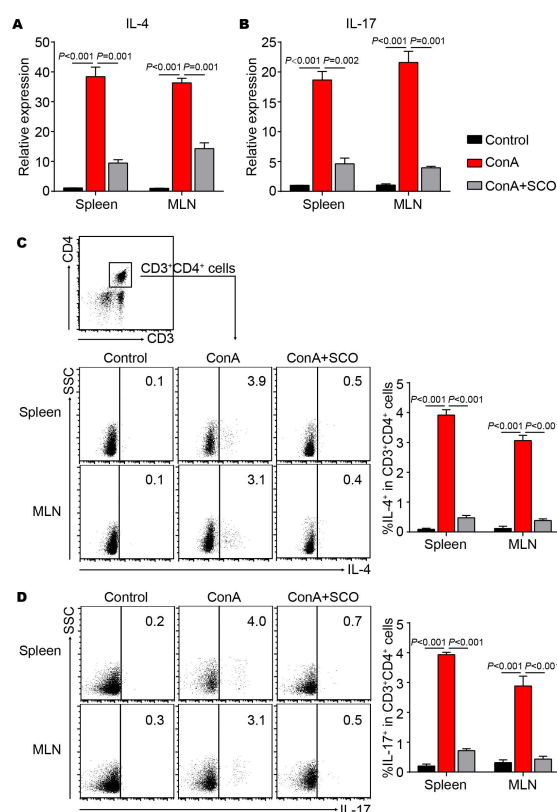 A
IL-4
Relative expression
50
40
30
20
10
0
P<0.001 P=0.001
P<0.001 P=0.001
Spleen
MLN
B
IL-17
Relative expression
25
20
15
10
5
0
P<0.001 P=0.002
P<0.001 P=0.001
Spleen
MLN
Control
ConA
ConA+SCO
C
CD4
CD3
CD3⁺CD4⁺ cells
Control
ConA
ConA+SCO
SSC
Spleen
0.1
3.9
0.5
MLN
0.1
3.1
0.4
IL-4
%IL-4⁺ in CD3⁺CD4⁺ cells
5
4
3
2
1
0
P<0.001 P<0.001
P<0.001 P<0.001
Spleen
MLN
D
Control
ConA
ConA+SCO
SSC
Spleen
0.2
4.0
0.7
MLN
0.3
3.1
0.5
IL-17
%IL-17⁺ in CD3⁺CD4⁺ cells
5
4
3
2
1
0
P<0.001 P<0.001
P<0.001 P<0.001
Spleen
MLN